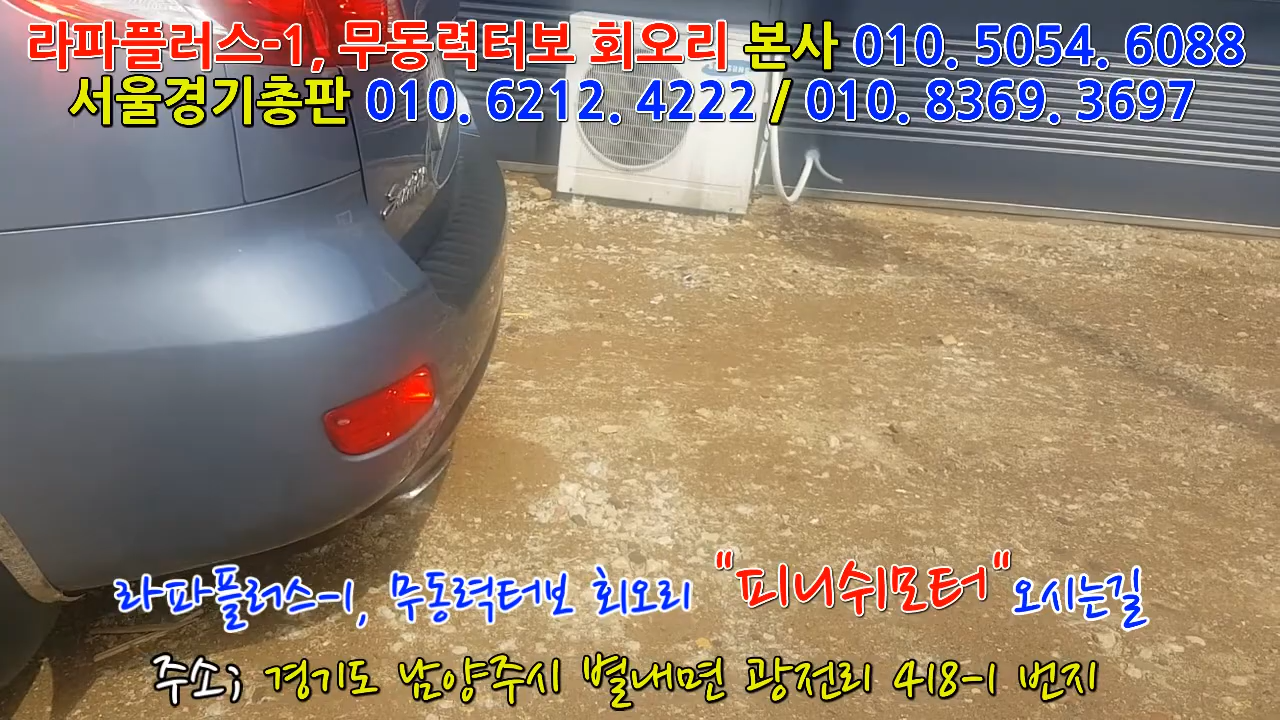 라파플러스-1, 무동력터보 회오리 본사 010. 5054. 6088
서울경기총판 010. 6212. 4222 / 010. 8369. 3697
SAMSUNG
Santa
라파플러스-1, 무동력터보 회오리 "피니쉬모터"오시는길
주소; 경기도 남양주시 별내면 광전리 418-1 번지